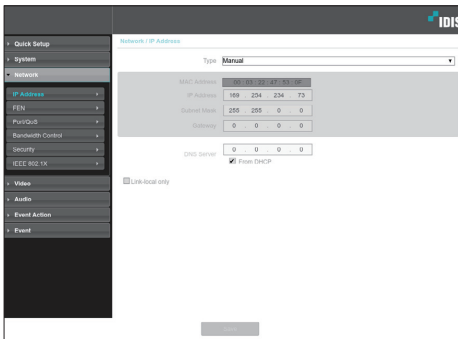 IDIS
Quick Setup
System
Network
IP Address
FEN
Port/QoS
Bandwidth Control
Security
IEEE 802.1X
Video
Audio
Event Action
Event
Network / IP Address
Type Manual
MAC Address 00 : 03 : 22 : 47 : 53 : 0F
IP Address 169 . 254 . 234 . 73
Subnet Mask 255 . 255 . 0 . 0
Gateway 0 . 0 . 0 . 0
DNS Server 0 . 0 . 0 . 0
From DHCP
Link-local only